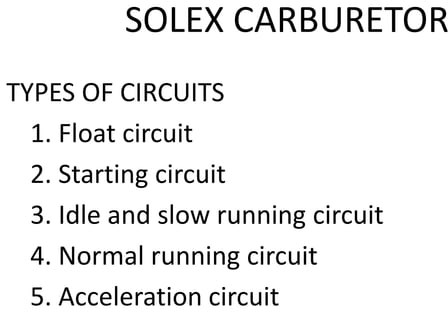 SOLEX CARBURETOR
TYPES OF CIRCUITS
1. Float circuit
2. Starting circuit
3. Idle and slow running circuit
4. Normal running circuit
5. Acceleration circuit